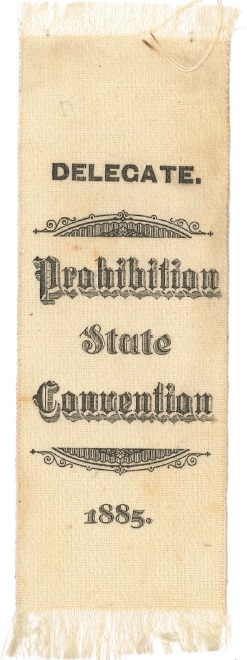 DELEGATE.
Prohibition
State
Convention
1885.